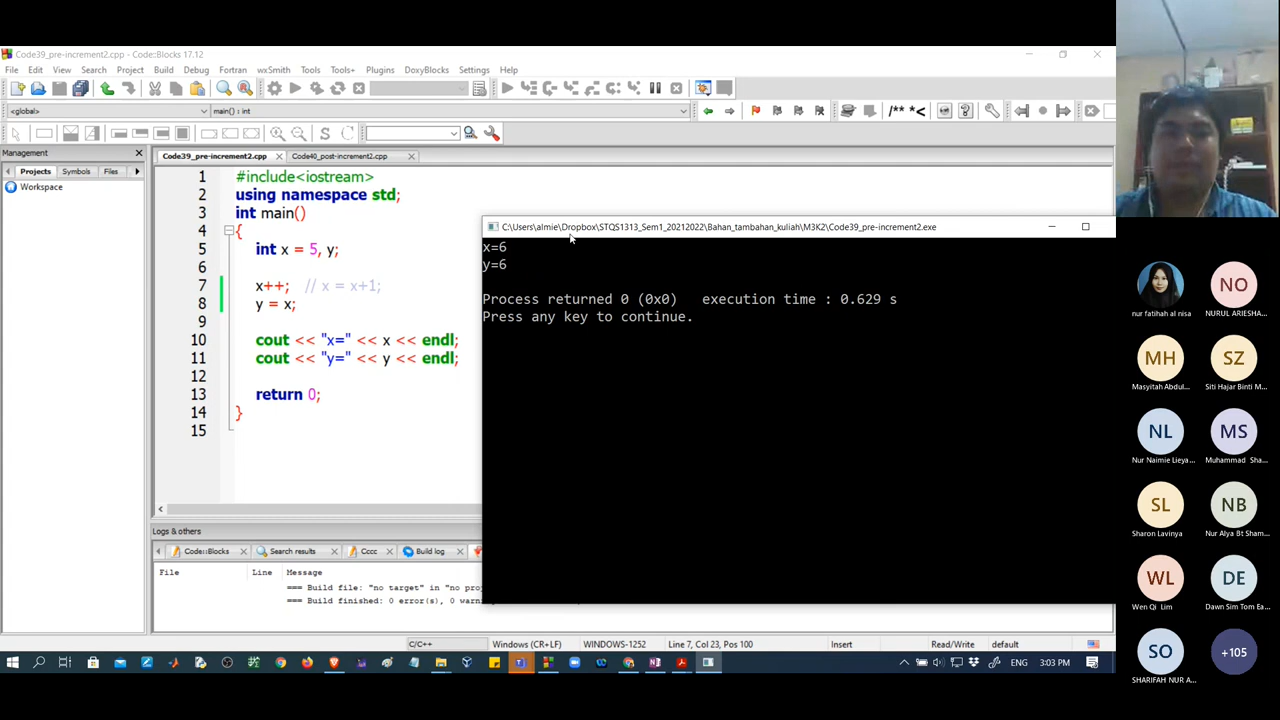 Code39_pre-increment2.cpp - Code::Blocks 17.12
File Edit View Search Project Build Debug Fortran wxSmith Tools Tools+ Plugins DoxyBlocks Settings Help
<global> main() : int
/** *<
Management
Projects Symbols Files
Workspace
Code39_pre-increment2.cpp Code40_post-increment2.cpp
1 #include<iostream>
2 using namespace std;
3 int main()
4 {
5 int x = 5, y;
6
7 x++; // x = x+1;
8 y = x;
9
10 cout << "x=" << x << endl;
11 cout << "y=" << y << endl;
12
13 return 0;
14 }
15
C:\Users\almie\Dropbox\STQS1313_Sem1_20212022\Bahan_tambahan_kuliah\M3K2\Code39_pre-increment2.exe
x=6
y=6
Process returned 0 (0x0) execution time : 0.629 s
Press any key to continue.
Logs & others
Code::Blocks Search results Cccc Build log
File Line Message
=== Build file: "no target" in "no proj
=== Build finished: 0 error(s), 0 warni
C/C++ Windows (CR+LF) WINDOWS-1252 Line 7, Col 23, Pos 100 Insert Read/Write default
ENG 3:03 PM
nur fatihah al nisa
NO
NURUL ARIESHA...
MH
Masyitah Abdul...
SZ
Siti Hajar Binti M...
NL
Nur Naimie Lieya...
MS
Muhammad Sha...
SL
Sharon Lavinya
NB
Nur Alya Bt Sham...
WL
Wen Qi Lim
DE
Dawn Sim Tom Ea...
SO
SHARIFAH NUR A...
+105